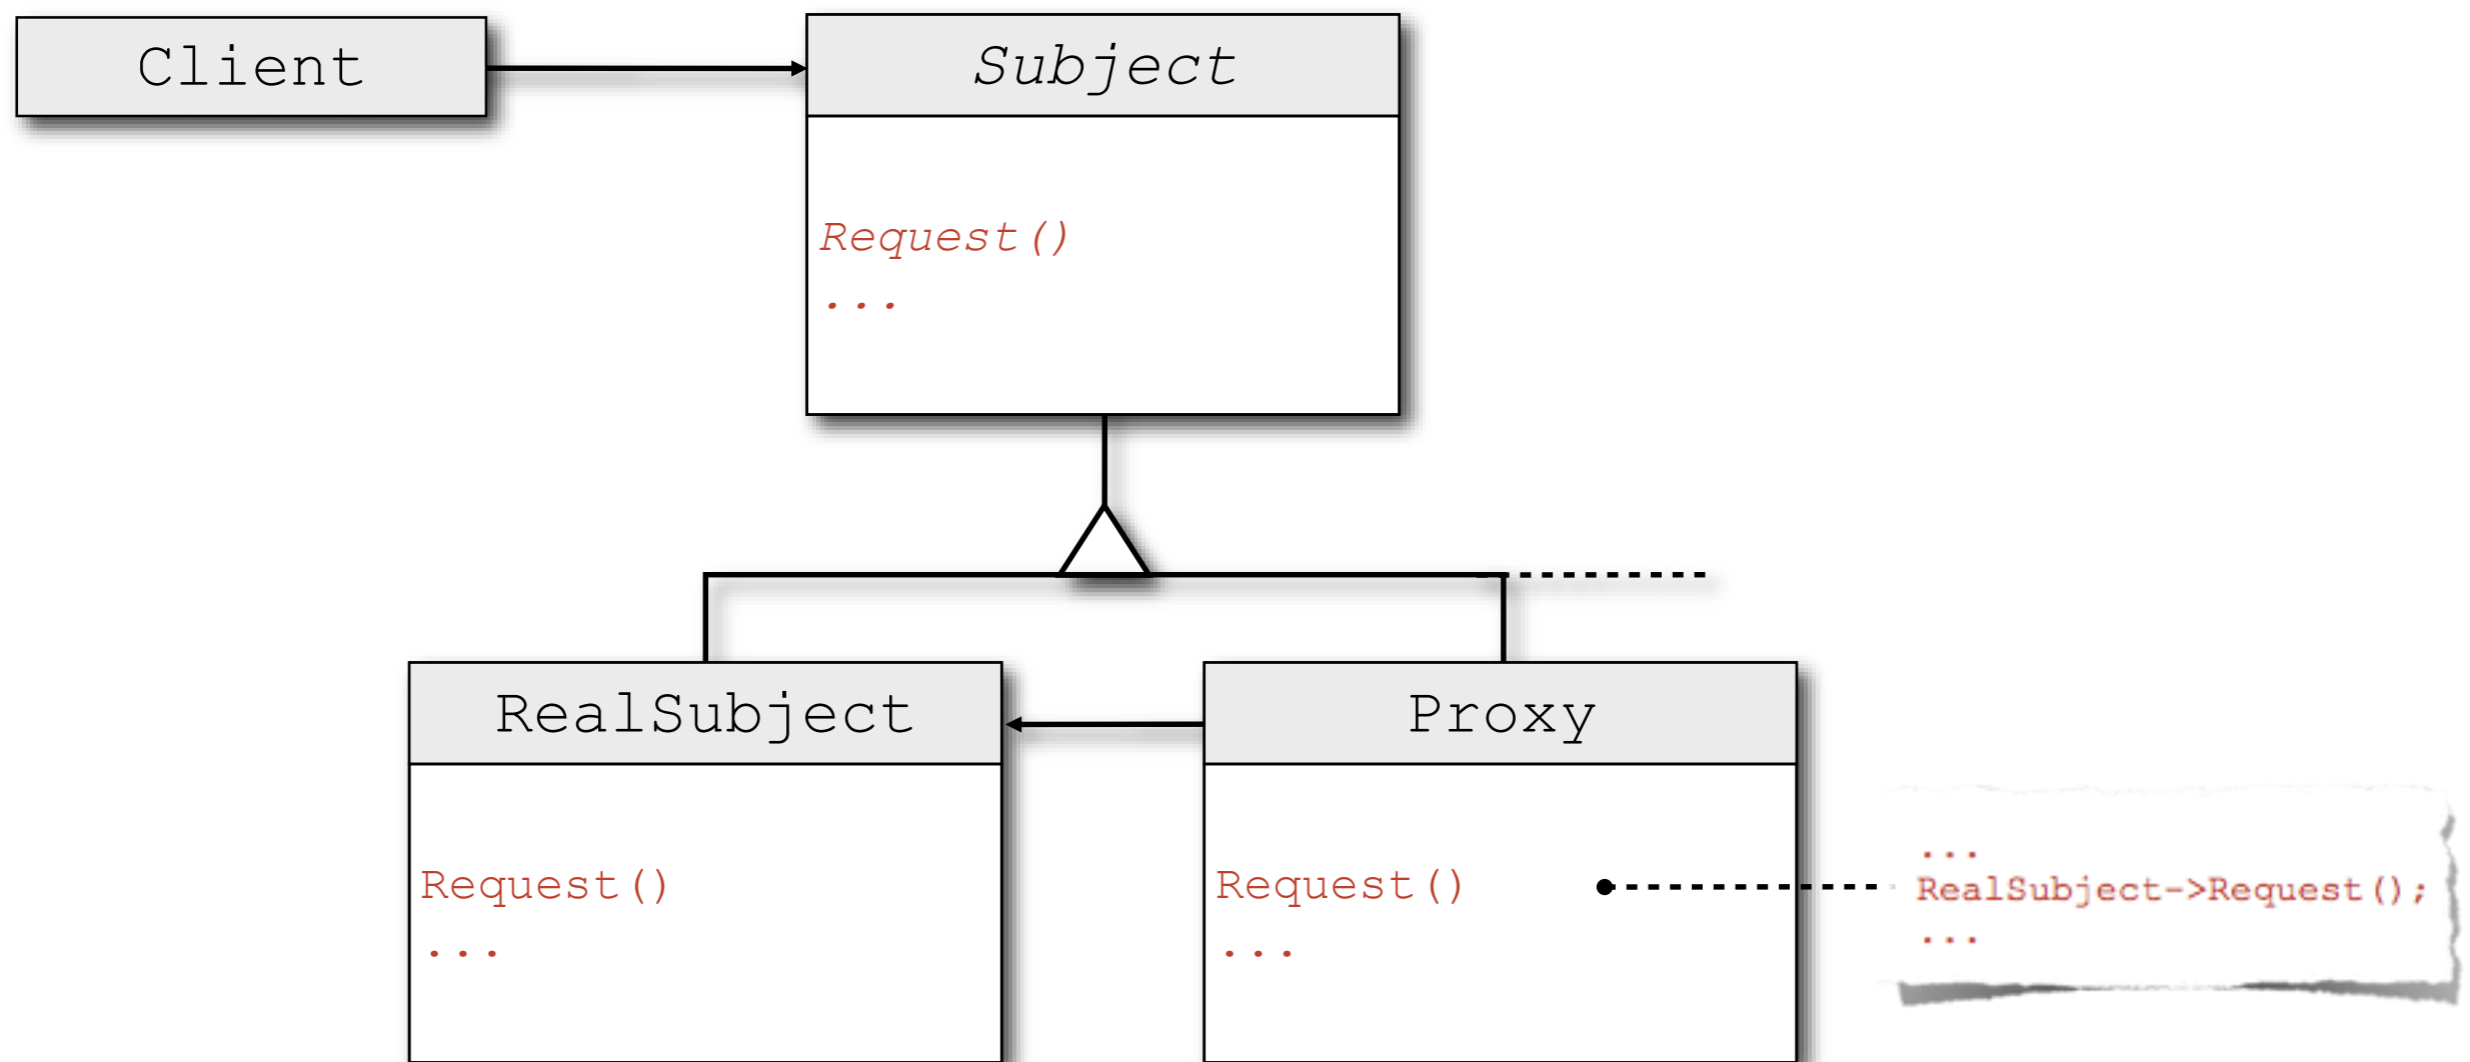 Client
Subject
Request()
...
RealSubject
Request()
...
Proxy
Request()
...
...
RealSubject->Request();
...